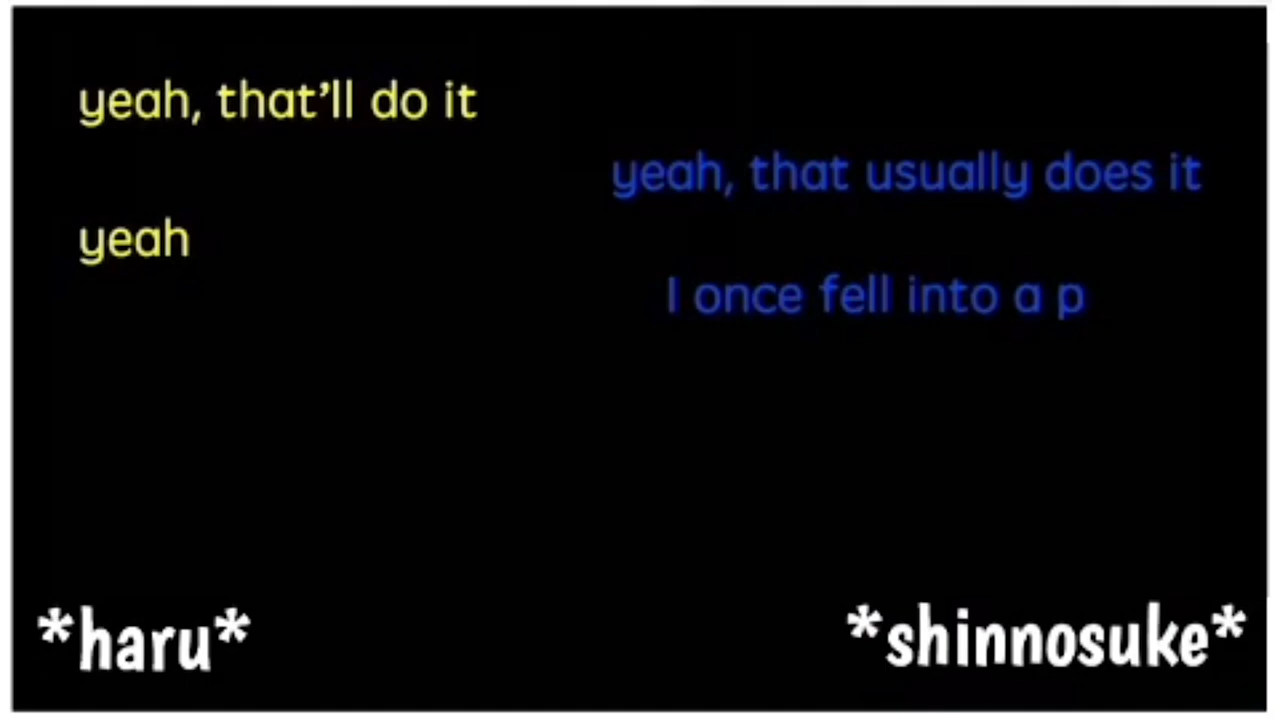 yeah, that'll do it
yeah, that usually does it
yeah
I once fell into a p
*haru*
*shinnosuke*